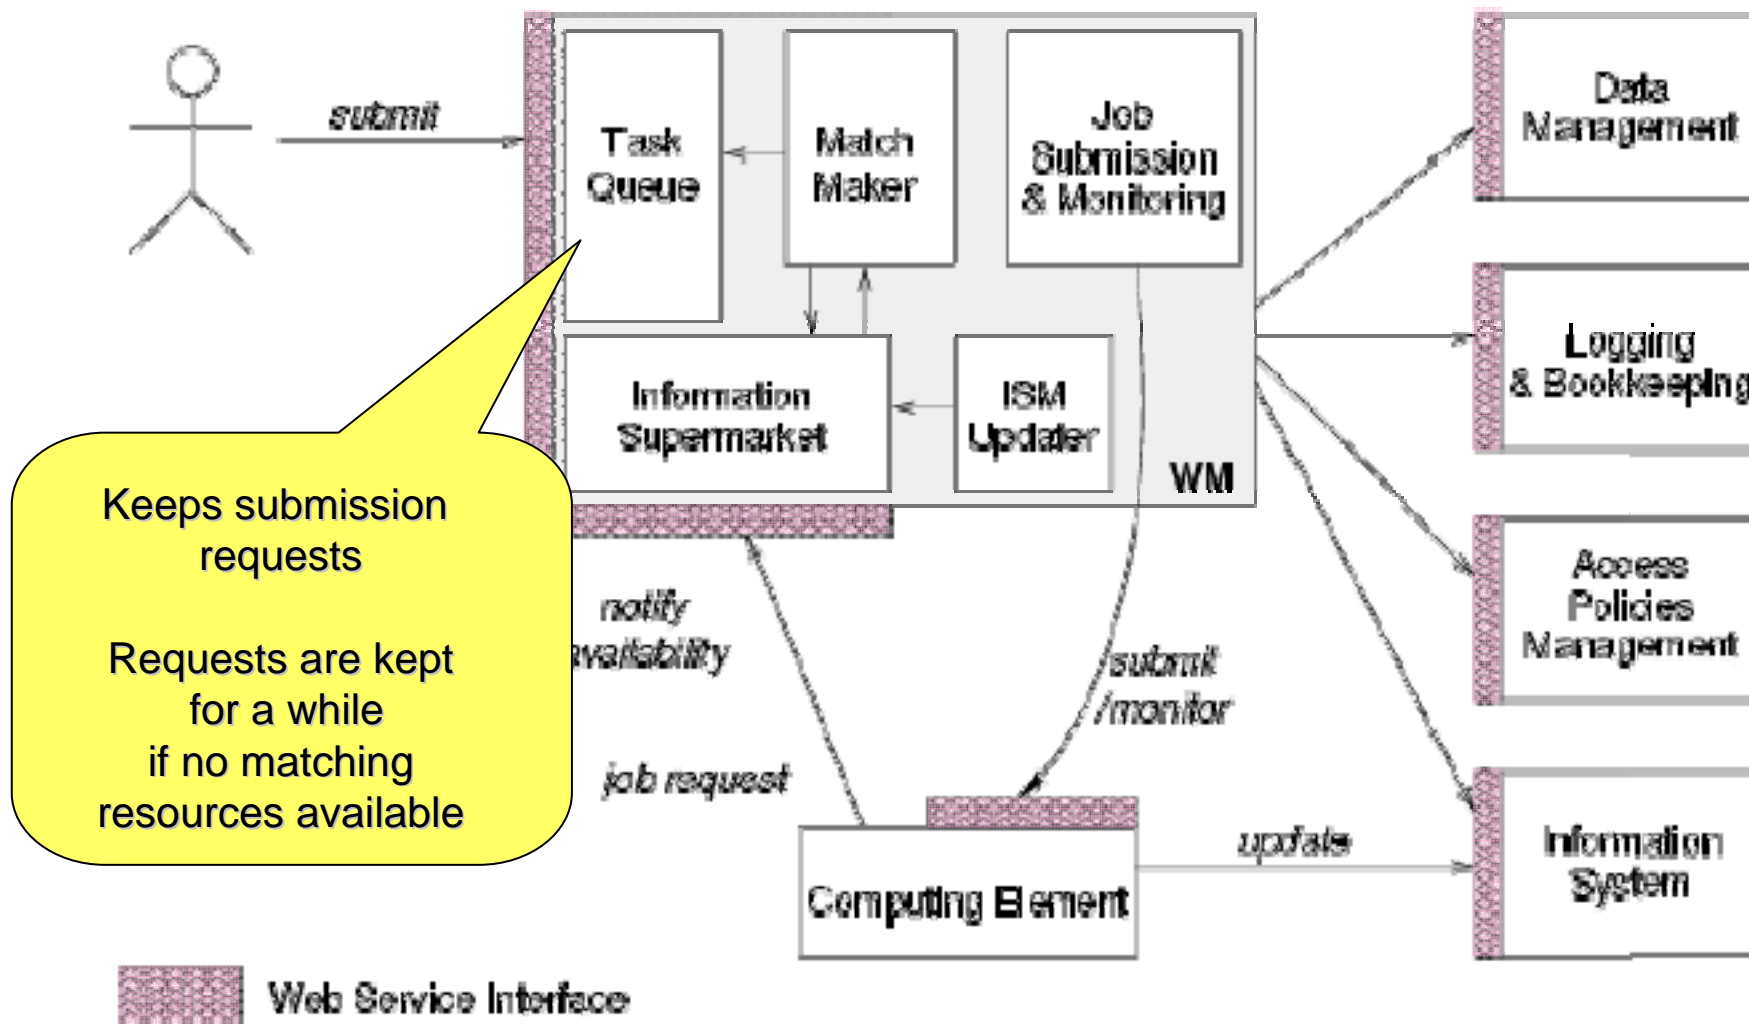 submit
Task
Queue
Match
Maker
Job
Submission
& Monitoring
Data
Management
Information
Supermarket
ISM
Updater
WM
Logging
& Bookkeeping
Keeps submission
requests
Requests are kept
for a while
if no matching
resources available
notify
availability
job request
submit
/monitor
Access
Policies
Management
Computing Element
update
Information
System
Web Service Interface